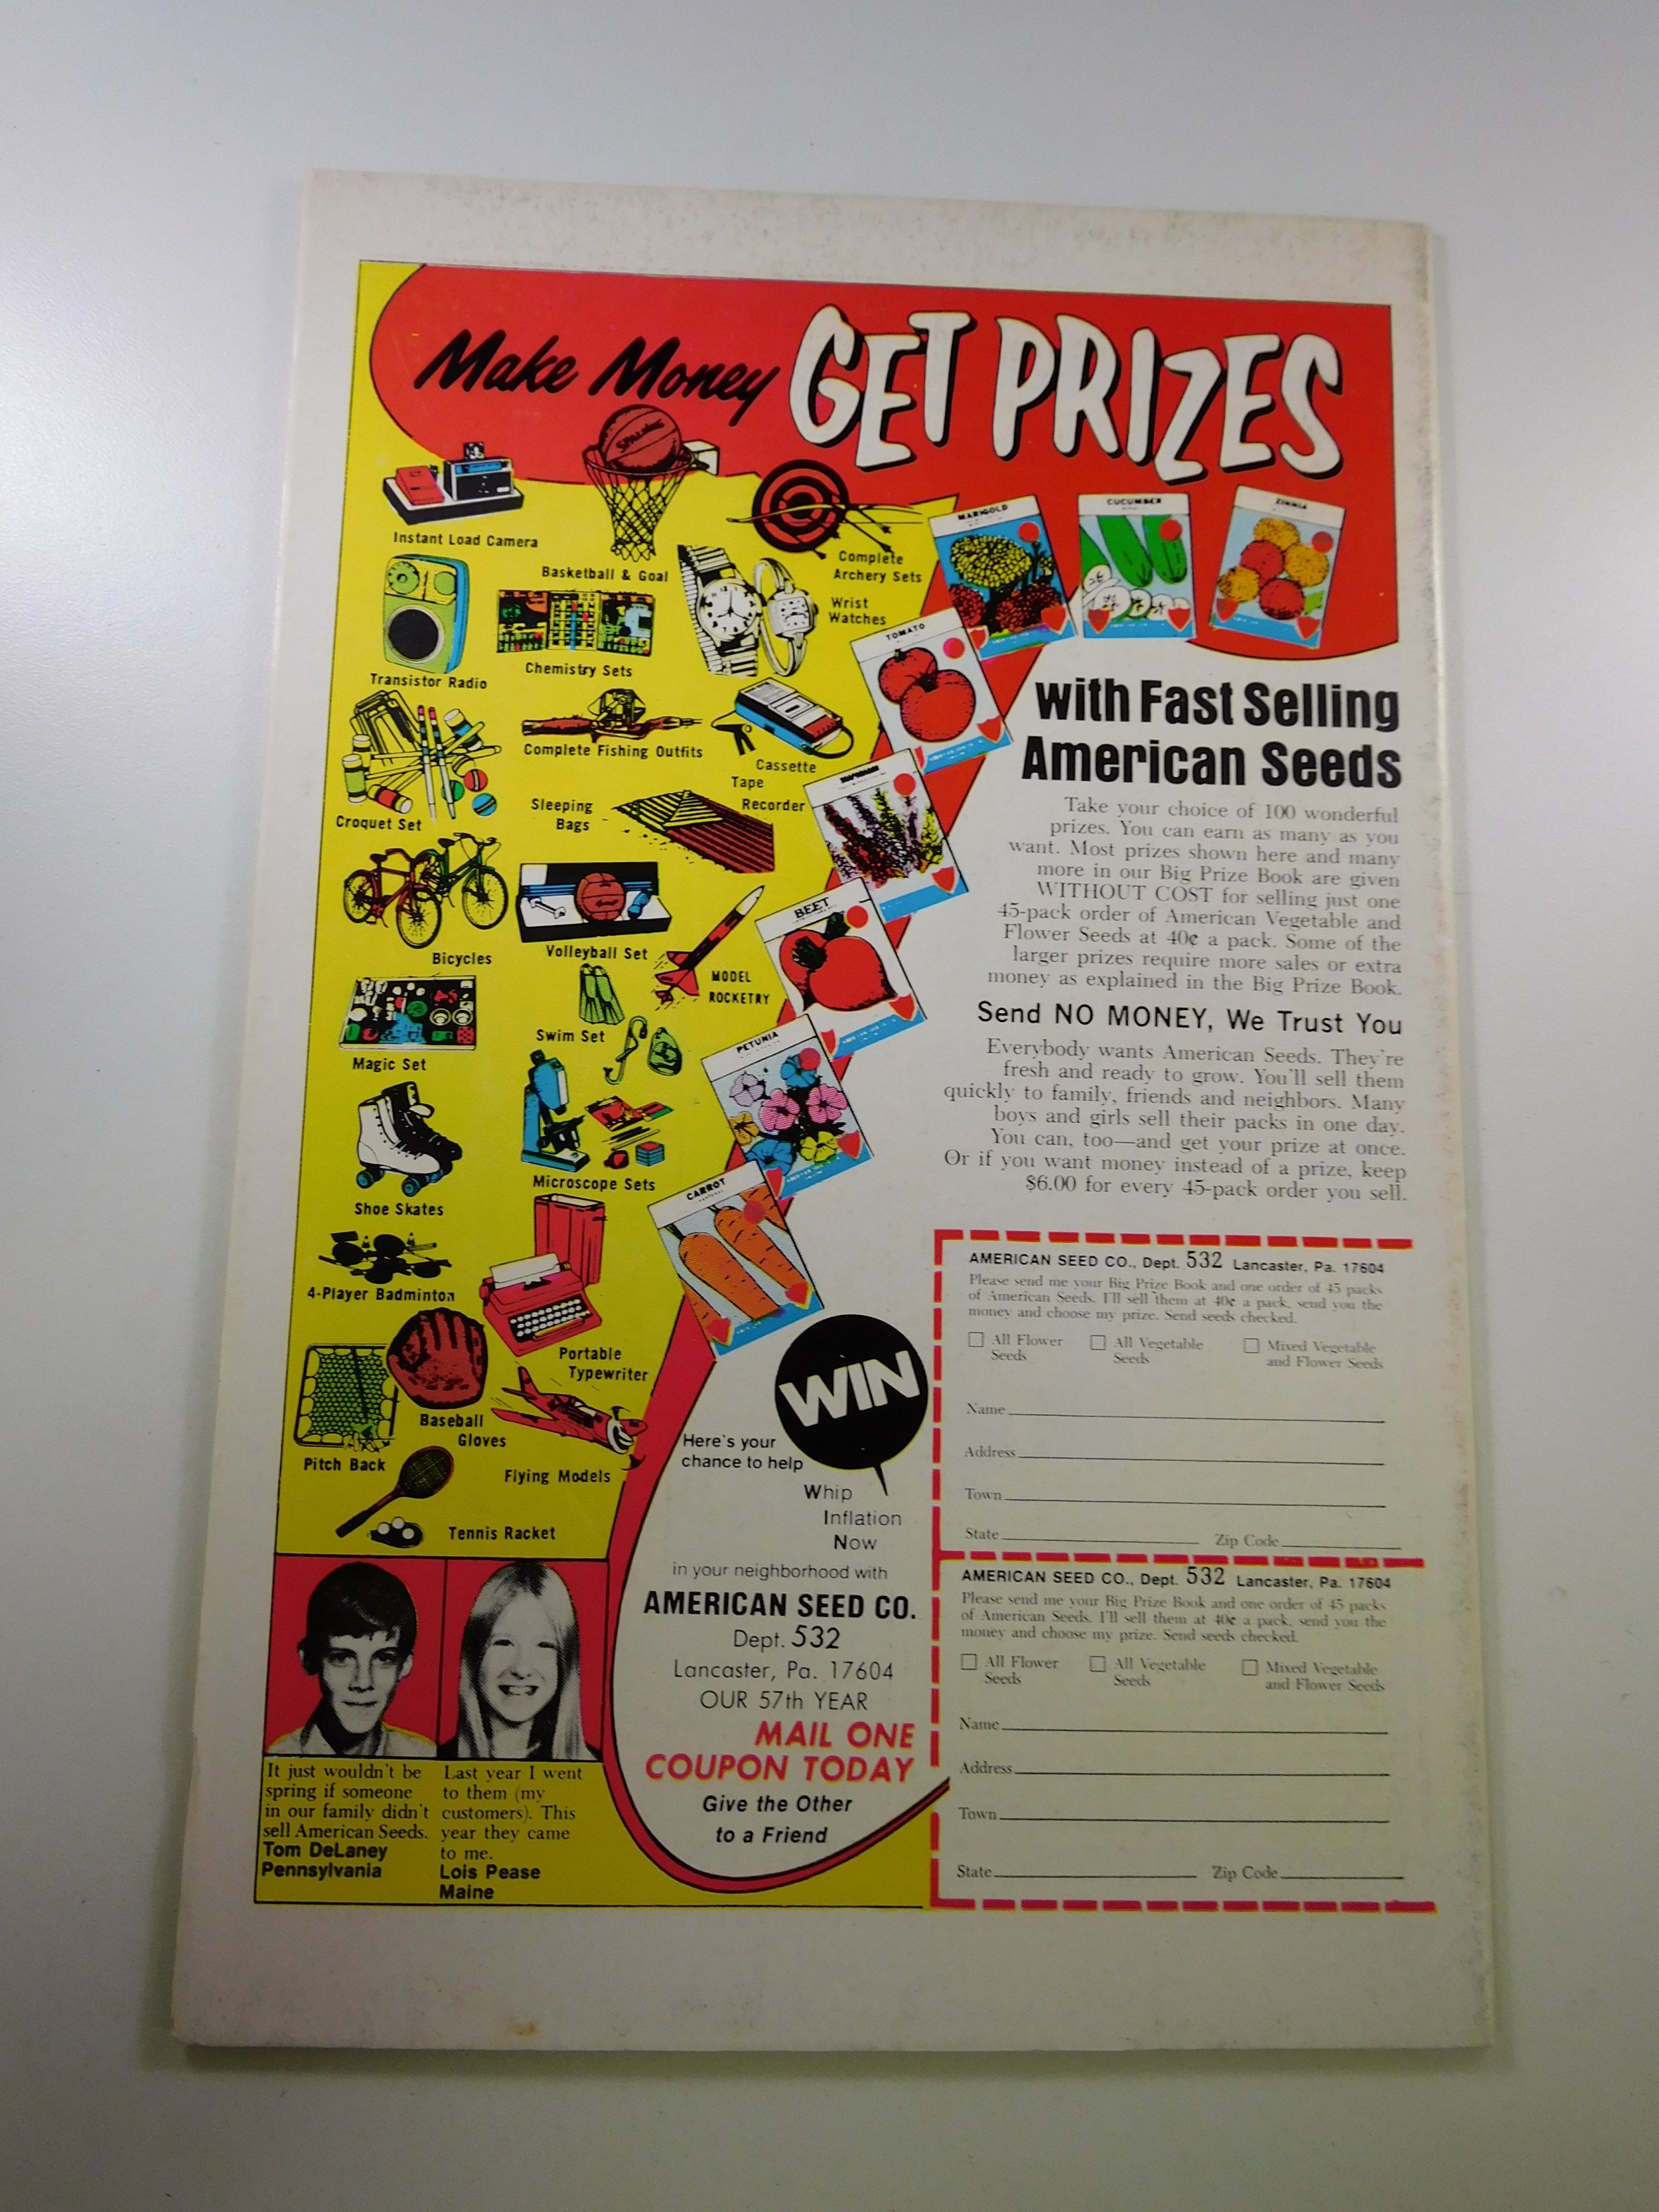 Make Money GET PRIZES
SPALDING
Instant Load Camera
Basketball & Goal
Complete
Archery Sets
Wrist
Watches
Transistor Radio
Chemistry Sets
Complete Fishing Outfits
Cassette
Tape
Recorder
Croquet Set
Sleeping
Bags
Bicycles
Volleyball Set
MODEL
ROCKETRY
Magic Set
Swim Set
Shoe Skates
Microscope Sets
4-Player Badminton
Portable
Typewriter
Baseball
Gloves
Pitch Back
Flying Models
Tennis Racket
MARIGOLD
CUCUMBER
ZINNIA
TOMATO
BEET
PETUNIA
CARROT
with Fast Selling
American Seeds
Take your choice of 100 wonderful
prizes. You can earn as many as you
want. Most prizes shown here and many
more in our Big Prize Book are given
WITHOUT COST for selling just one
45-pack order of American Vegetable and
Flower Seeds at 40¢ a pack. Some of the
larger prizes require more sales or extra
money as explained in the Big Prize Book.
Send NO MONEY, We Trust You
Everybody wants American Seeds. They're
fresh and ready to grow. You'll sell them
quickly to family, friends and neighbors. Many
boys and girls sell their packs in one day.
You can, too—and get your prize at once.
Or if you want money instead of a prize, keep
$6.00 for every 45-pack order you sell.
WIN
Here's your
chance to help
Whip
Inflation
Now
in your neighborhood with
AMERICAN SEED CO.
Dept. 532
Lancaster, Pa. 17604
OUR 57th YEAR
MAIL ONE
COUPON TODAY
Give the Other
to a Friend
It just wouldn't be
spring if someone
in our family didn't
sell American Seeds.
Tom DeLaney
Pennsylvania
Last year I went
to them (my
customers). This
year they came
to me.
Lois Pease
Maine
AMERICAN SEED CO., Dept. 532 Lancaster, Pa. 17604
Please send me your Big Prize Book and one order of 45 packs
of American Seeds. I'll sell them at 40¢ a pack, send you the
money and choose my prize. Send seeds checked.
All Flower
Seeds
All Vegetable
Seeds
Mixed Vegetable
and Flower Seeds
Name
Address
Town
State Zip Code
AMERICAN SEED CO., Dept. 532 Lancaster, Pa. 17604
Please send me your Big Prize Book and one order of 45 packs
of American Seeds. I'll sell them at 40¢ a pack, send you the
money and choose my prize. Send seeds checked.
All Flower
Seeds
All Vegetable
Seeds
Mixed Vegetable
and Flower Seeds
Name
Address
Town
State Zip Code